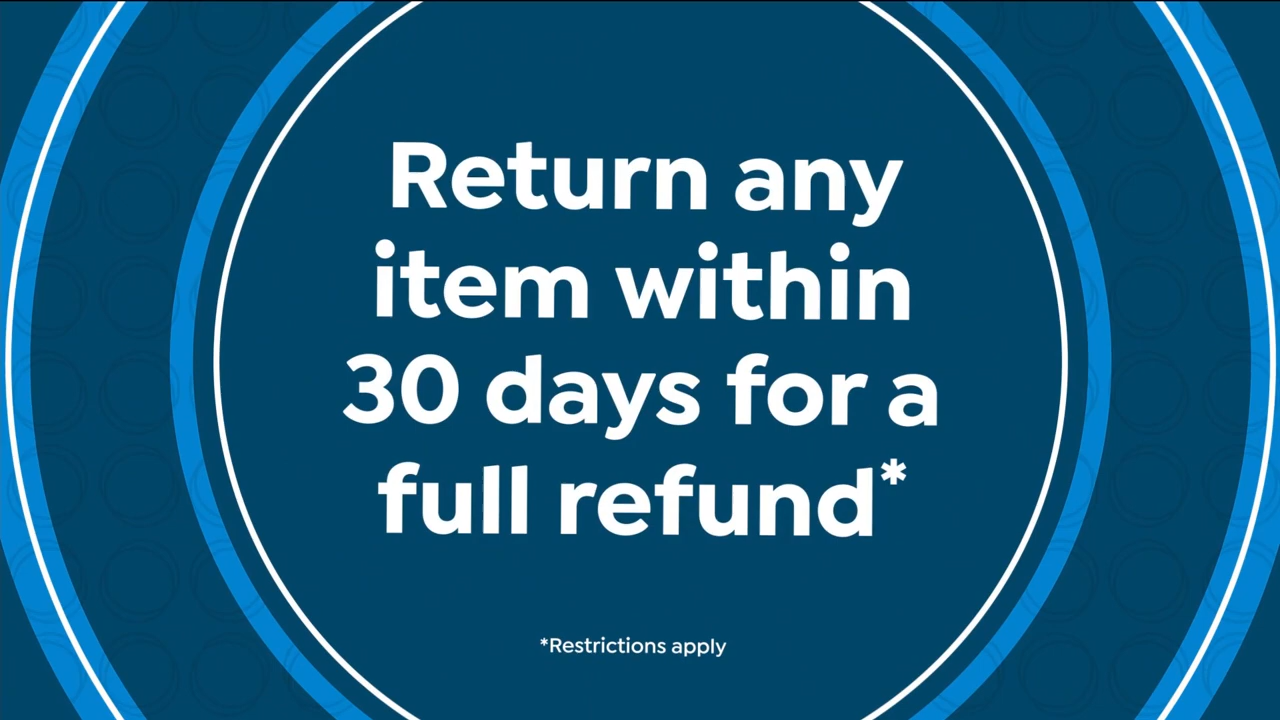 Return any
item within
30 days for a
full refund*
*Restrictions apply